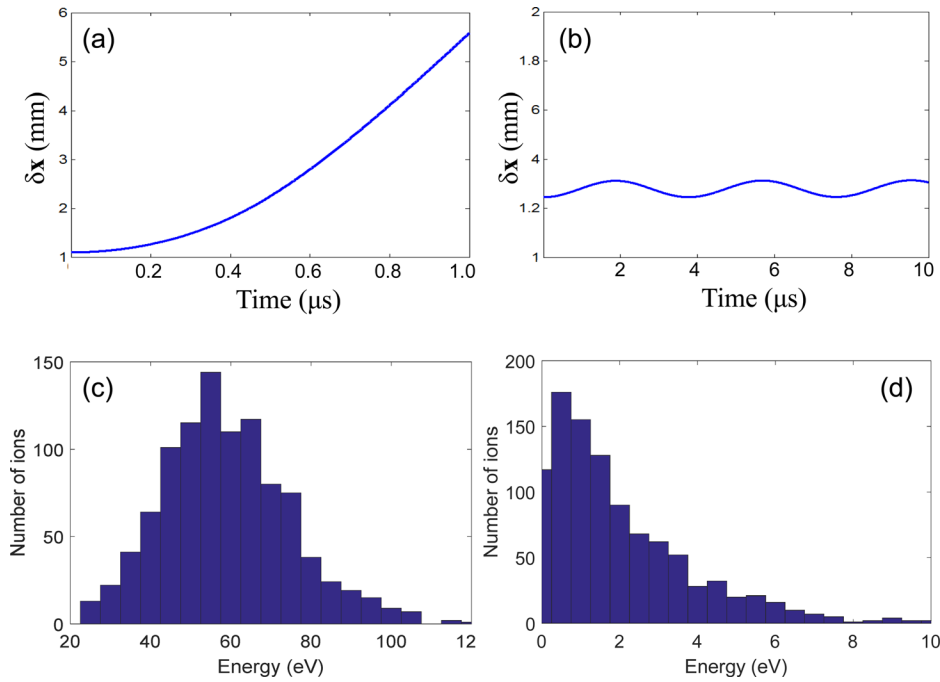 (a)
δx (mm)
6
5
4
3
2
1
0.2 0.4 0.6 0.8 1.0
Time (μs)
(b)
δx (mm)
2
1.8
4
1.2
1
2 4 6 8 10
Time (μs)
(c)
Number of ions
150
100
50
0
20 40 60 80 100 12
Energy (eV)
(d)
Number of ions
200
150
100
50
0
0 2 4 6 8 10
Energy (eV)